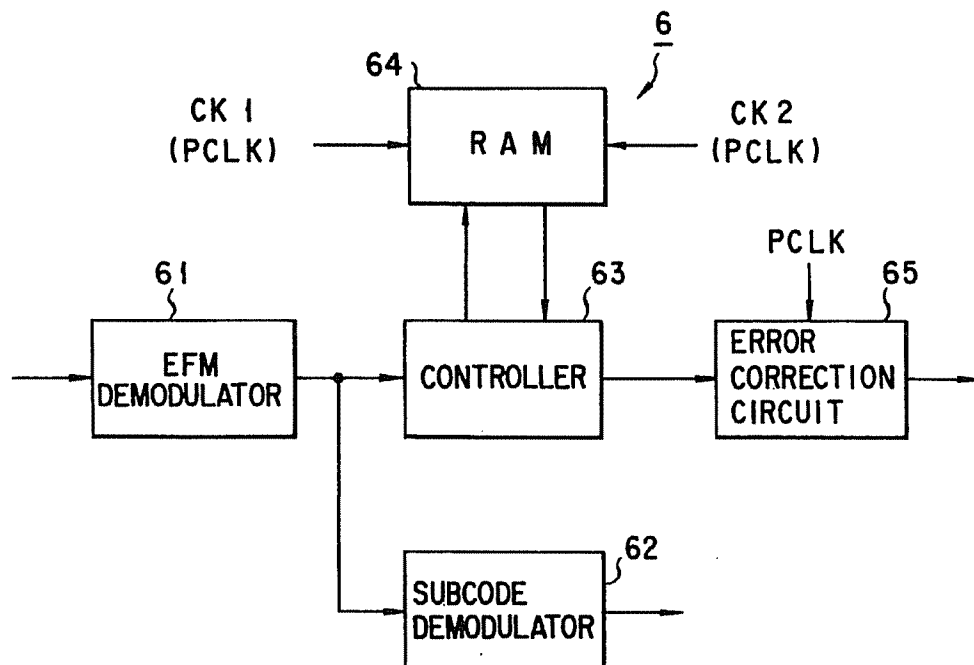 6
64
CK 1
(PCLK)
RAM
CK 2
(PCLK)
PCLK
61
63
65
EFM
DEMODULATOR
CONTROLLER
ERROR
CORRECTION
CIRCUIT
62
SUBCODE
DEMODULATOR